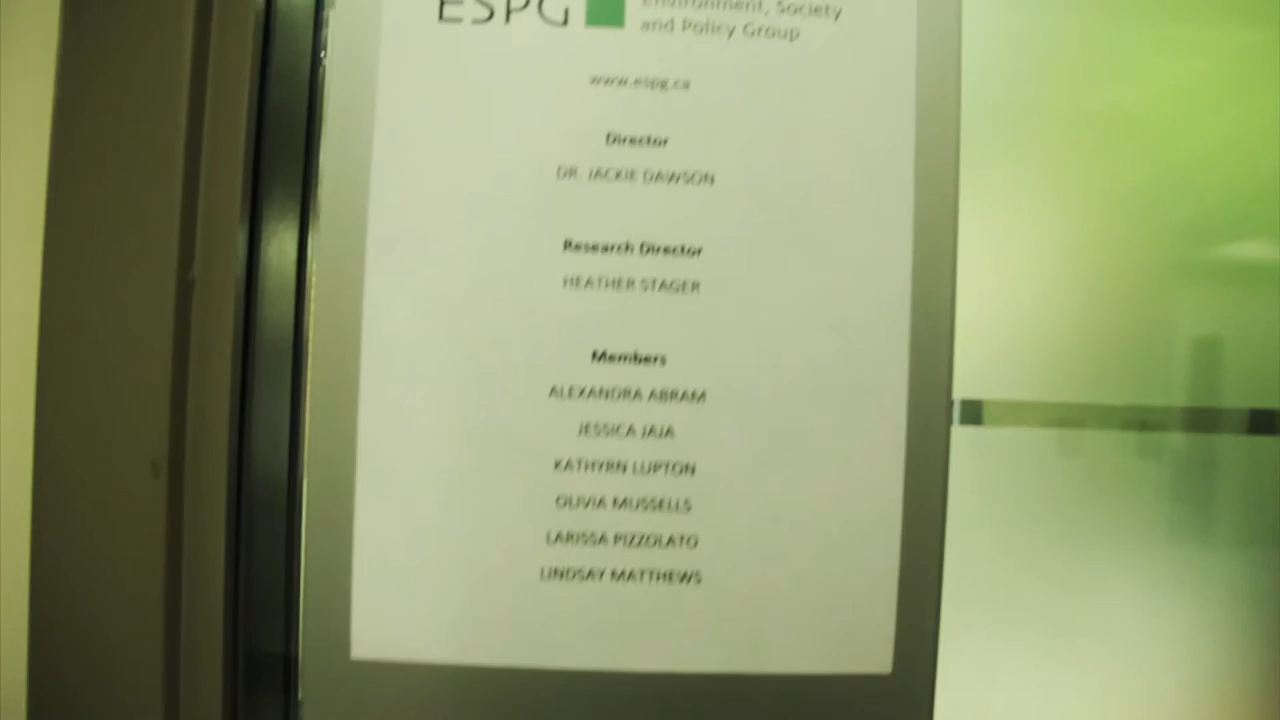 ESPG
Environment, Society
and Policy Group
www.espg.ca
Director
DR. JACKIE DAWSON
Research Director
HEATHER STAGER
Members
ALEXANDRA ABRAM
JESSICA JAJA
KATHYRN LUPTON
OLIVIA MUSSELLS
LARISSA PIZZOLATO
LINDSAY MATTHEWS